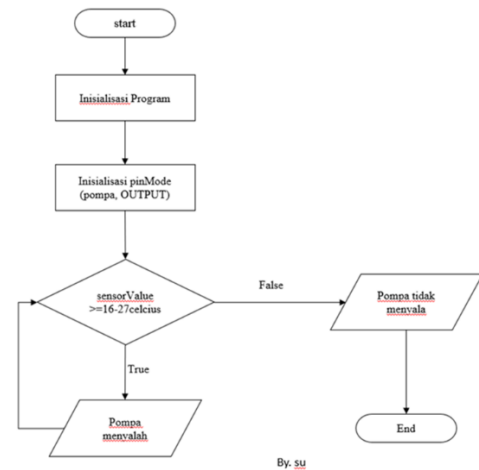 start
Inisialisasi Program
Inisialisasi pinMode
(pompa, OUTPUT)
sensorValue
>=16-27celcius
False
Pompa tidak
menyala
True
Pompa
menyalah
End
By. su